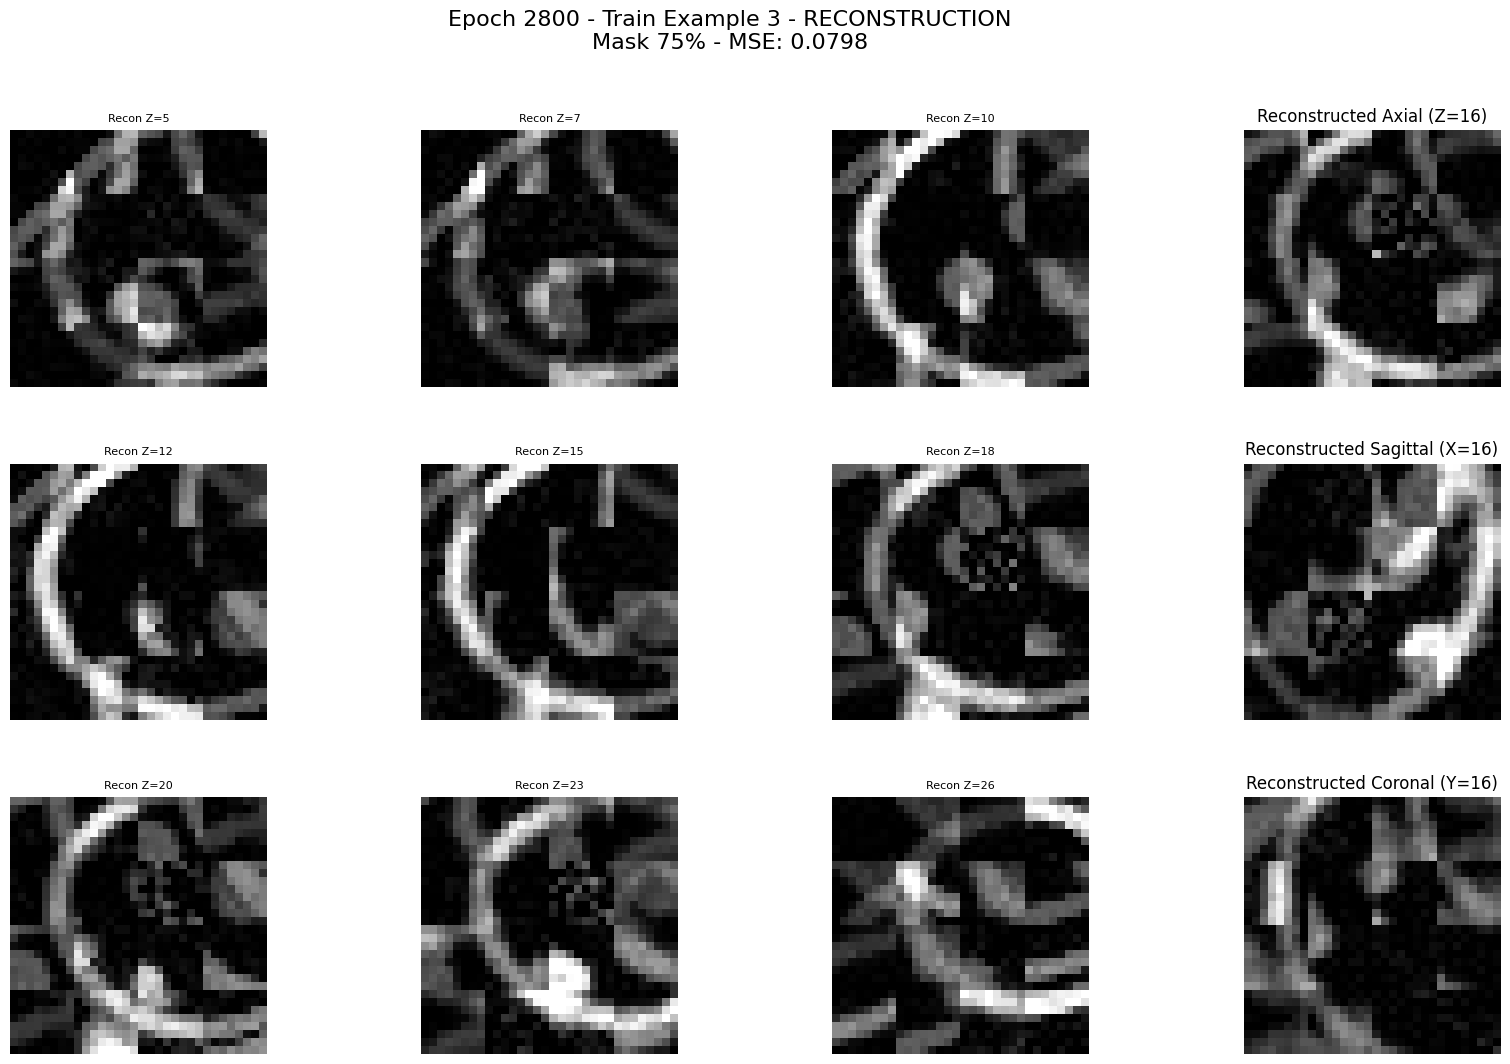 Epoch 2800 - Train Example 3 - RECONSTRUCTION
Mask 75% - MSE: 0.0798
Recon Z=5
Recon Z=7
Recon Z=10
Reconstructed Axial (Z=16)
Recon Z=12
Recon Z=15
Recon Z=18
Reconstructed Sagittal (X=16)
Recon Z=20
Recon Z=23
Recon Z=26
Reconstructed Coronal (Y=16)